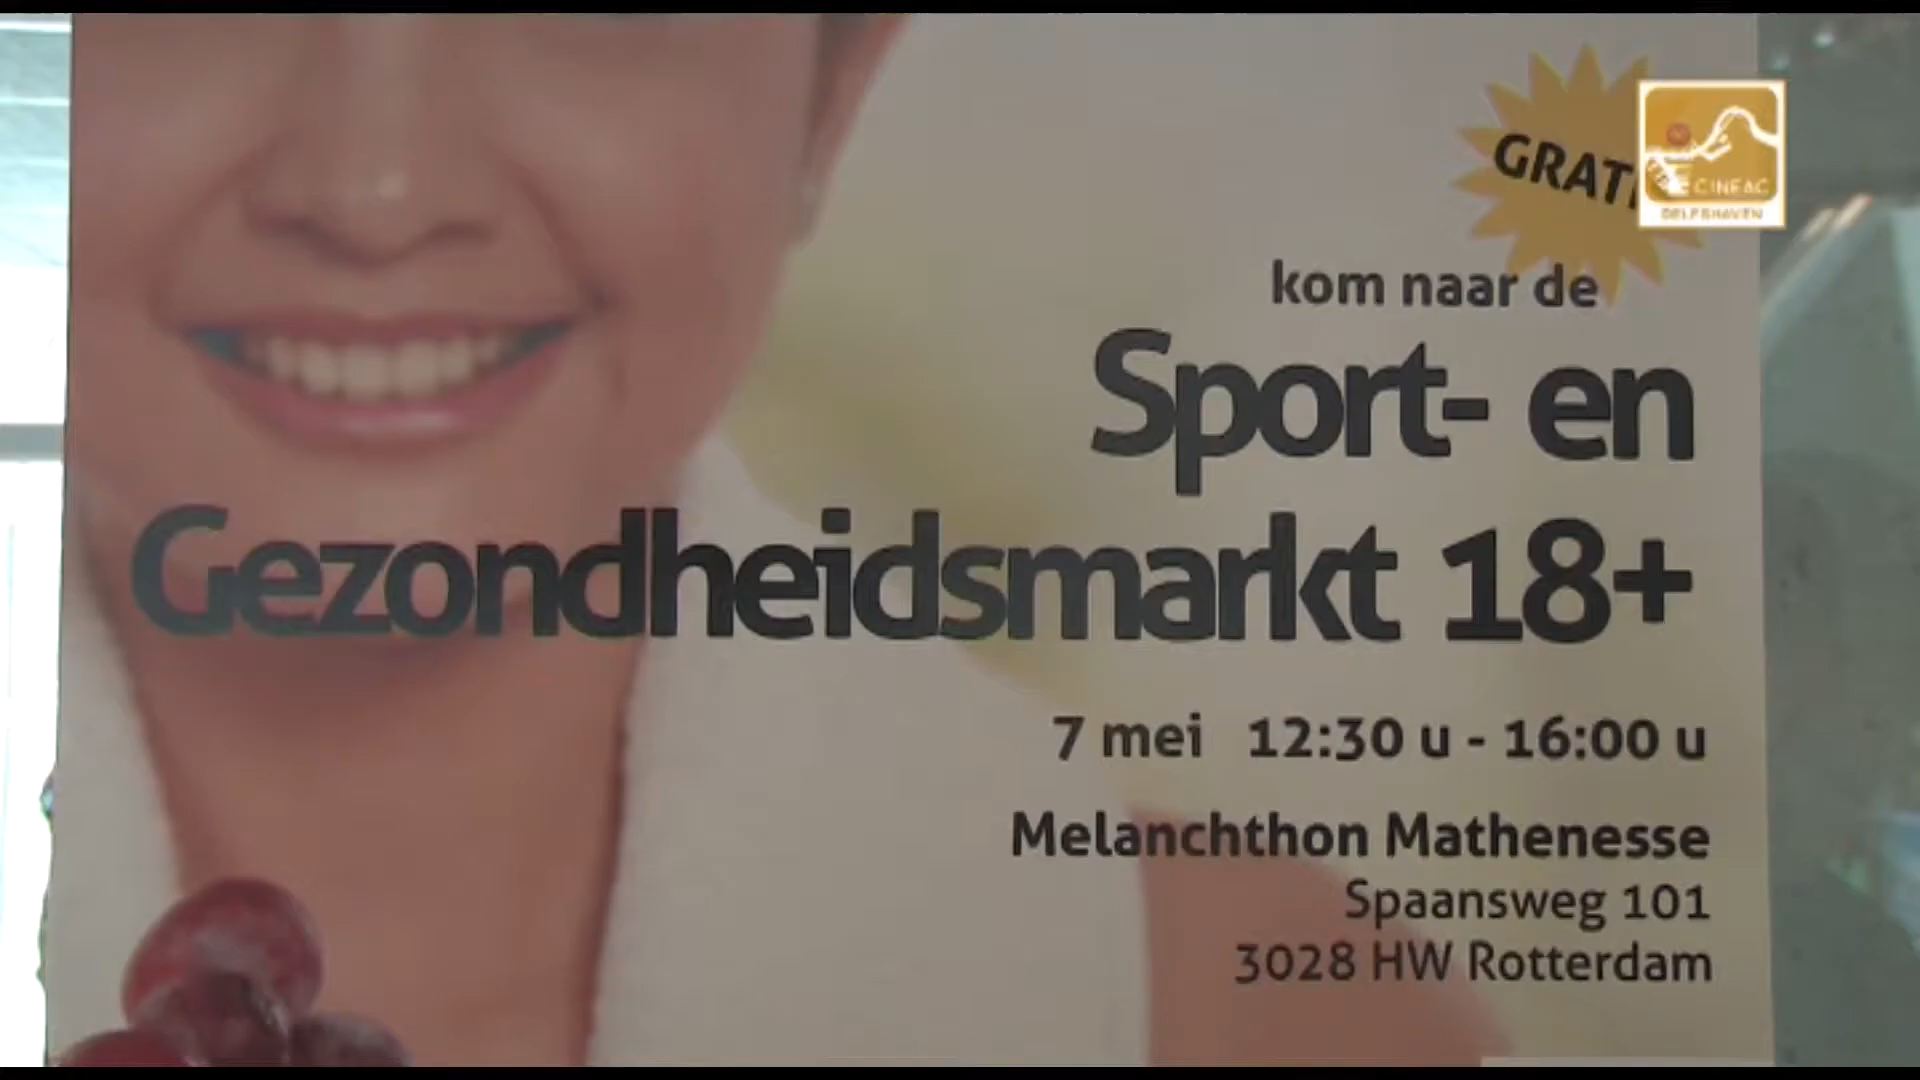 GRATI
CINEAC
DELFSHAVEN
kom naar de
Sport- en
Gezondheidsmarkt 18+
7 mei 12:30 u - 16:00 u
Melanchthon Mathenesse
Spaansweg 101
3028 HW Rotterdam